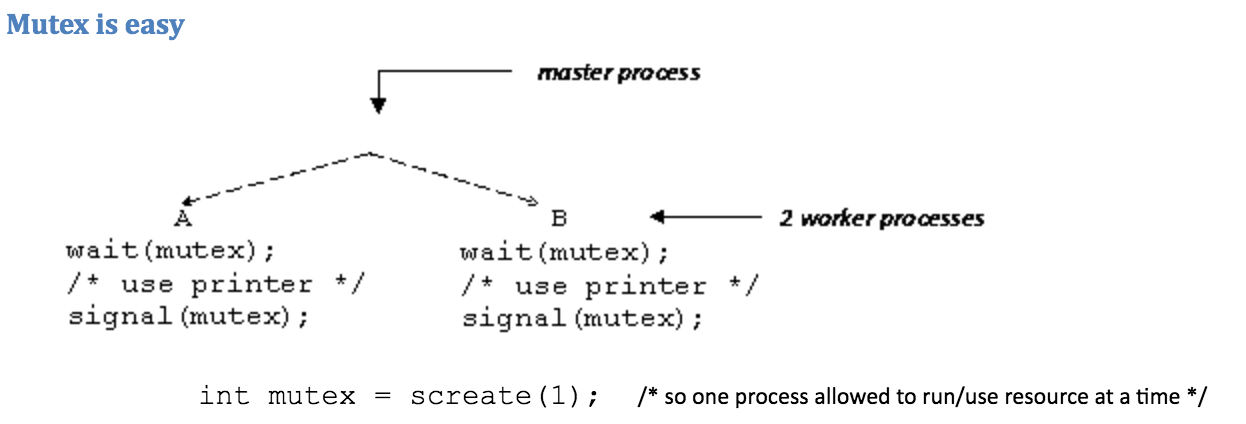 Mutex is easy
master process
A
B
2 worker processes
wait(mutex);
wait(mutex);
/* use printer */
/* use printer */
signal(mutex);
signal(mutex);
int mutex = screate(1); /* so one process allowed to run/use resource at a time */